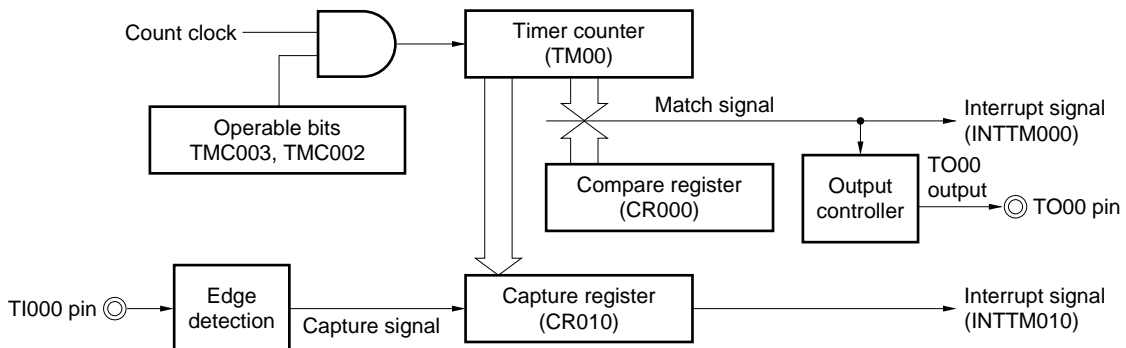 Count clock
Timer counter
(TM00)
Operable bits
TMC003, TMC002
Match signal
Interrupt signal
(INTTM000)
Compare register
(CR000)
Output
controller
TO00
output
TO00 pin
TI000 pin
Edge
detection
Capture signal
Capture register
(CR010)
Interrupt signal
(INTTM010)